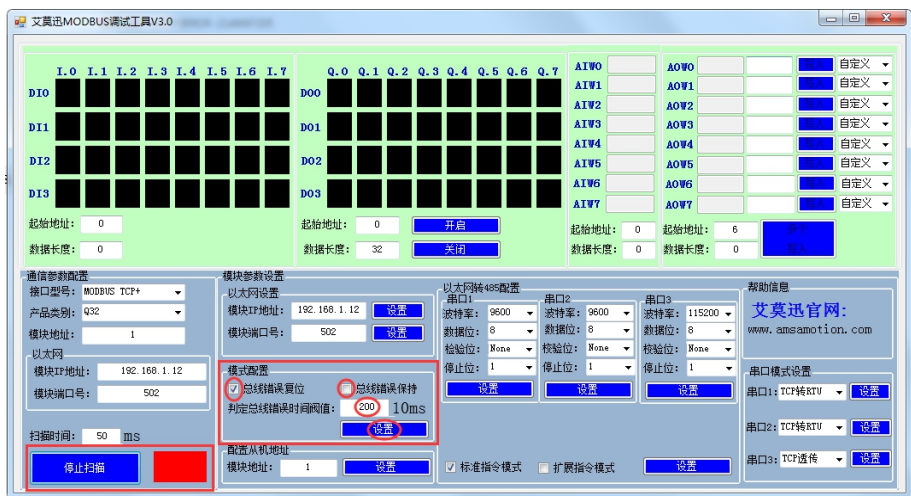 艾莫迅MODBUS调试工具V3.0
I.0 I.1 I.2 I.3 I.4 I.5 I.6 I.7
DI0
DI1
DI2
DI3
起始地址: 0
数据长度: 0
Q.0 Q.1 Q.2 Q.3 Q.4 Q.5 Q.6 Q.7
DO0
DO1
DO2
DO3
起始地址: 0 开启
数据长度: 32 关闭
AIW0
AIW1
AIW2
AIW3
AIW4
AIW5
AIW6
AIW7
起始地址: 0
数据长度: 0
AOW0 自定义
AOW1 自定义
AOW2 自定义
AOW3 自定义
AOW4 自定义
AOW5 自定义
AOW6 自定义
AOW7 自定义
起始地址: 6
数据长度: 0
通信参数配置
接口型号: MODBUS TCP+
产品类别: Q32
模块地址: 1
以太网
模块IP地址: 192.168.1.12
模块端口号: 502
扫描时间: 50 ms
停止扫描
模块参数设置
以太网设置
模块IP地址: 192.168.1.12 设置
模块端口号: 502 设置
模式配置
总线错误复位 总线错误保持
判定总线错误时间阀值: 200 10ms
设置
配置从机地址
模块地址: 1 设置
以太网转485配置
串口1
波特率: 9600
数据位: 8
检验位: None
停止位: 1
设置
串口2
波特率: 9600
数据位: 8
校验位: None
停止位: 1
设置
串口3
波特率: 115200
数据位: 8
校验位: None
停止位: 1
设置
标准指令模式 扩展指令模式 设置
帮助信息
艾莫迅官网:
www.amsamotion.com
串口模式设置
串口1: TCP转RTU 设置
串口2: TCP转RTU 设置
串口3: TCP透传 设置